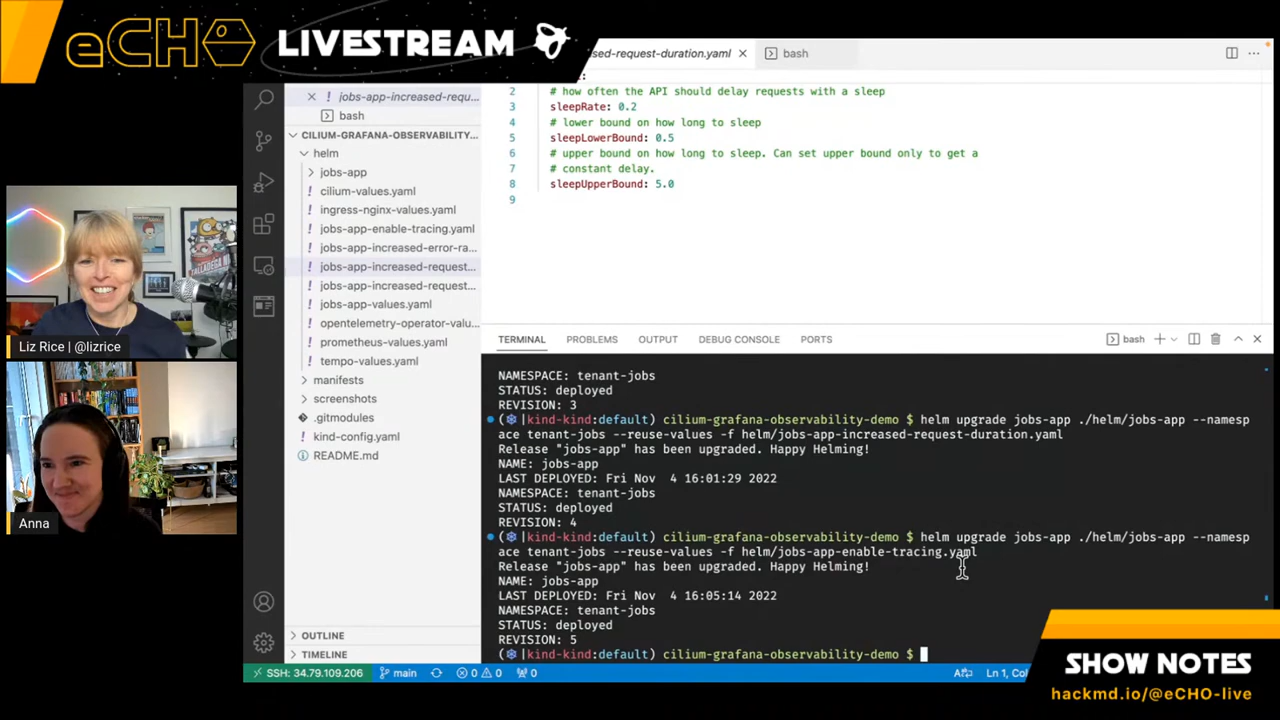 eCHO LIVESTREAM
ed-request-duration.yaml
bash
jobs-app-increased-requ...
bash
CILIUM-GRAFANA-OBSERVABILITY...
helm
jobs-app
cilium-values.yaml
ingress-nginx-values.yaml
jobs-app-enable-tracing.yaml
jobs-app-increased-error-ra...
jobs-app-increased-request...
jobs-app-increased-request...
jobs-app-values.yaml
opentelemetry-operator-valu...
prometheus-values.yaml
tempo-values.yaml
manifests
screenshots
.gitmodules
kind-config.yaml
README.md
OUTLINE
TIMELINE
2 # how often the API should delay requests with a sleep
3 sleepRate: 0.2
4 # lower bound on how long to sleep
5 sleepLowerBound: 0.5
6 # upper bound on how long to sleep. Can set upper bound only to get a
7 # constant delay.
8 sleepUpperBound: 5.0
9
TERMINAL PROBLEMS OUTPUT DEBUG CONSOLE PORTS
bash
NAMESPACE: tenant-jobs
STATUS: deployed
REVISION: 3
(⎈|kind-kind:default) cilium-grafana-observability-demo $ helm upgrade jobs-app ./helm/jobs-app --namesp
ace tenant-jobs --reuse-values -f helm/jobs-app-increased-request-duration.yaml
Release "jobs-app" has been upgraded. Happy Helming!
NAME: jobs-app
LAST DEPLOYED: Fri Nov  4 16:01:29 2022
NAMESPACE: tenant-jobs
STATUS: deployed
REVISION: 4
(⎈|kind-kind:default) cilium-grafana-observability-demo $ helm upgrade jobs-app ./helm/jobs-app --namesp
ace tenant-jobs --reuse-values -f helm/jobs-app-enable-tracing.yaml
Release "jobs-app" has been upgraded. Happy Helming!
NAME: jobs-app
LAST DEPLOYED: Fri Nov  4 16:05:14 2022
NAMESPACE: tenant-jobs
STATUS: deployed
REVISION: 5
(⎈|kind-kind:default) cilium-grafana-observability-demo $
SSH: 34.79.109.206 main 0 0 0 Ln 1, Col
Liz Rice | @lizrice
Anna
SHOW NOTES
hackmd.io/@eCHO-live